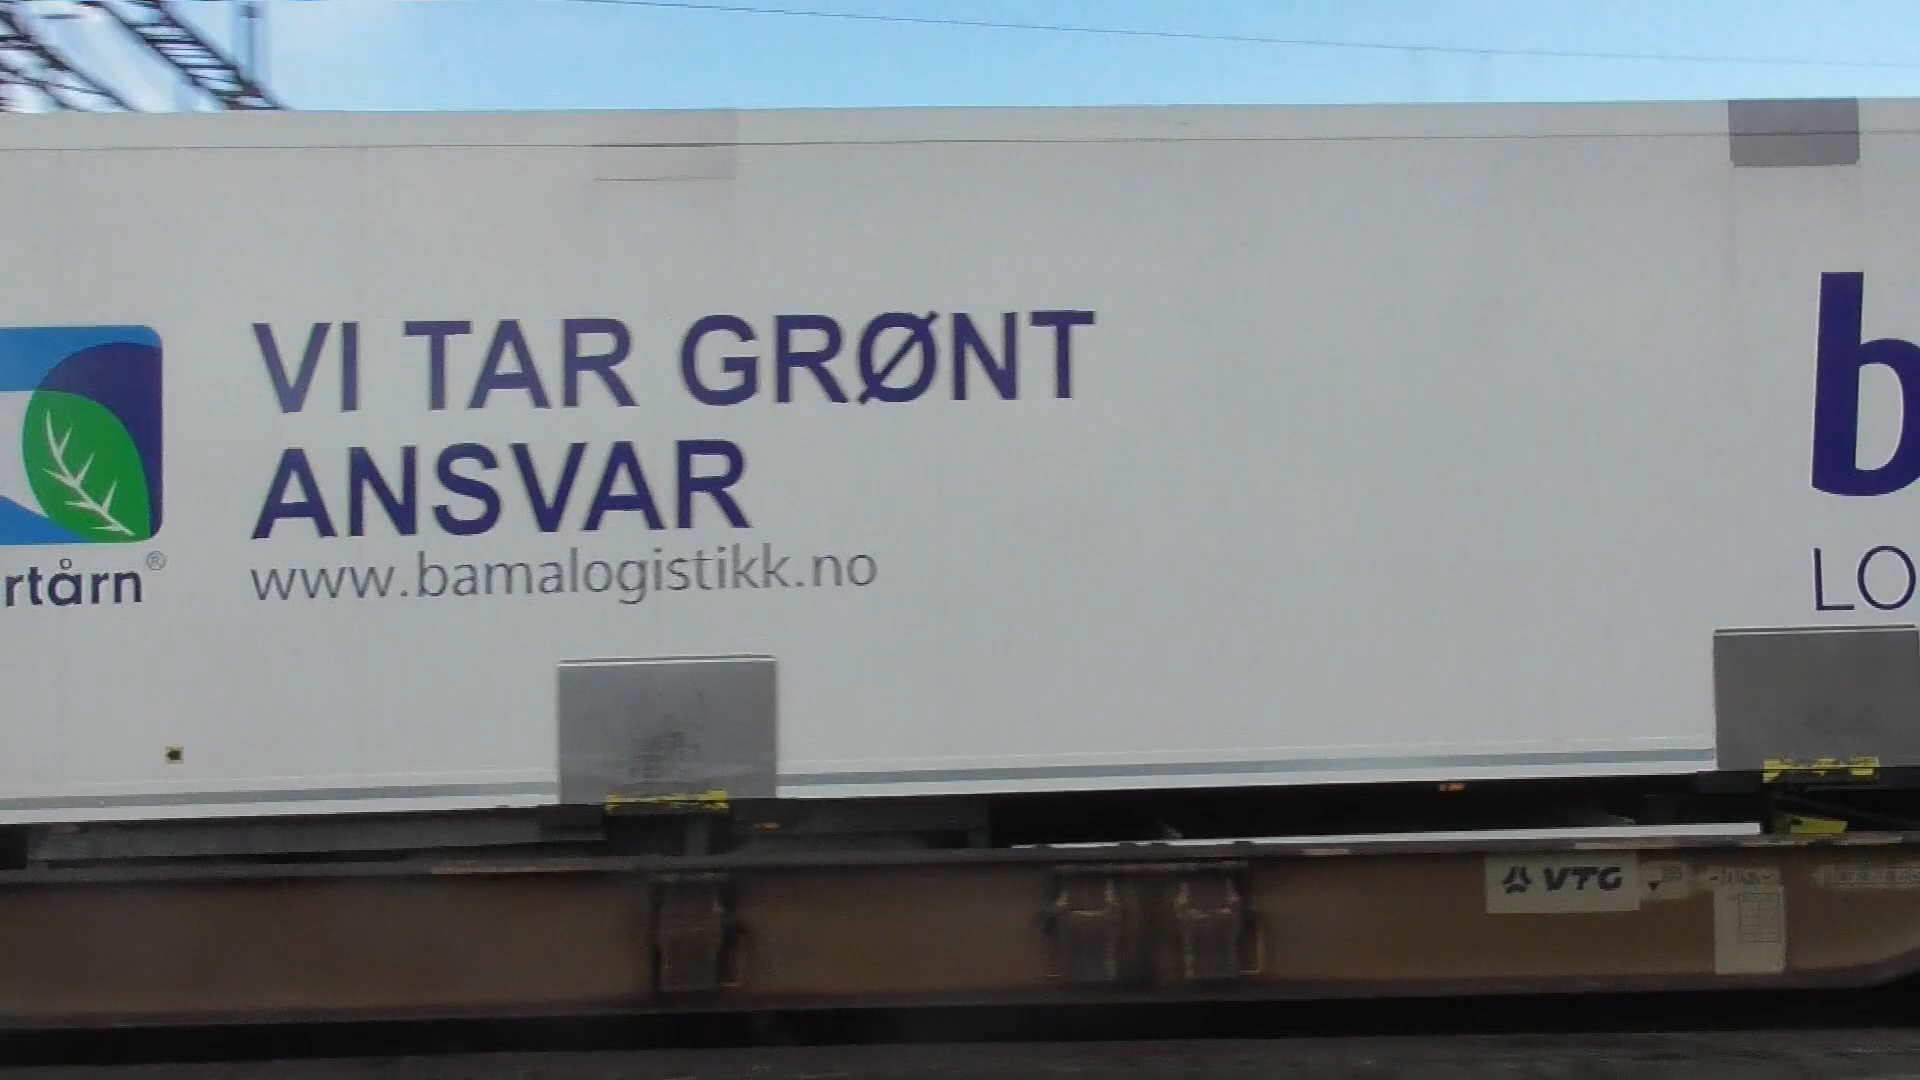 VI TAR GRØNT
ANSVAR
www.bamalogistikk.no
rtårn®
b
LO
VTG